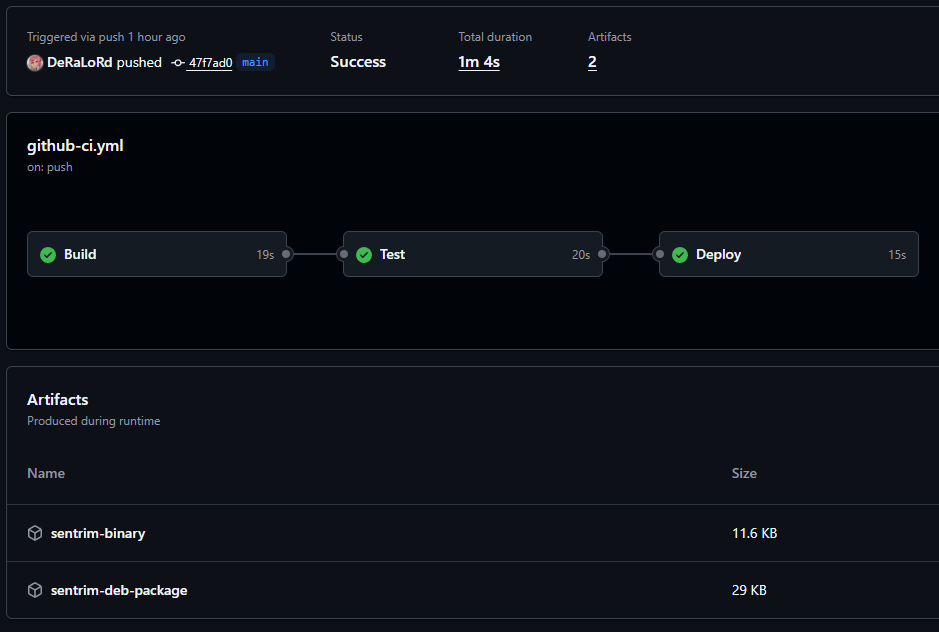 Triggered via push 1 hour ago
Status
Total duration
Artifacts
DeRaLoRd pushed 47f7ad0 main
Success
1m 4s
2
github-ci.yml
on: push
Build 19s
Test 20s
Deploy 15s
Artifacts
Produced during runtime
Name Size
sentrim-binary 11.6 KB
sentrim-deb-package 29 KB